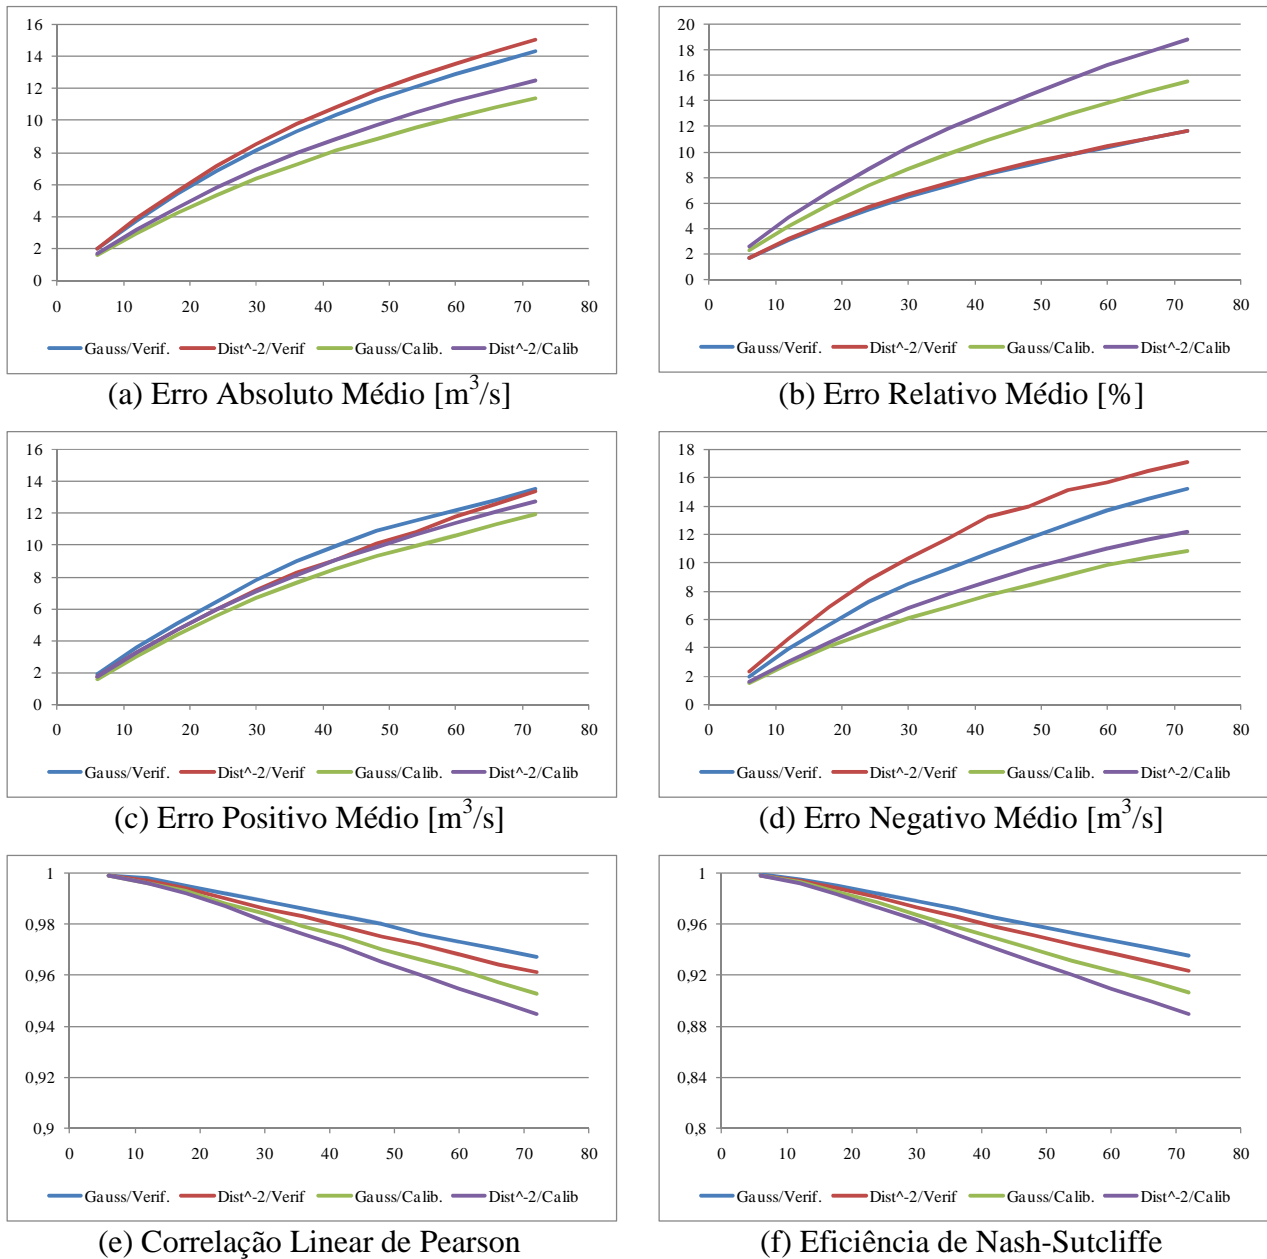 16
14
12
10
8
6
4
2
0
0 10 20 30 40 50 60 70 80
Gauss/Verif. Dist^-2/Verif Gauss/Calib. Dist^-2/Calib
(a) Erro Absoluto Médio [m³/s]
20
18
16
14
12
10
8
6
4
2
0
0 10 20 30 40 50 60 70 80
Gauss/Verif. Dist^-2/Verif Gauss/Calib. Dist^-2/Calib
(b) Erro Relativo Médio [%]
16
14
12
10
8
6
4
2
0
0 10 20 30 40 50 60 70 80
Gauss/Verif. Dist^-2/Verif Gauss/Calib. Dist^-2/Calib
(c) Erro Positivo Médio [m³/s]
18
16
14
12
10
8
6
4
2
0
0 10 20 30 40 50 60 70 80
Gauss/Verif. Dist^-2/Verif Gauss/Calib. Dist^-2/Calib
(d) Erro Negativo Médio [m³/s]
1
0,98
0,96
0,94
0,92
0,9
0 10 20 30 40 50 60 70 80
Gauss/Verif. Dist^-2/Verif Gauss/Calib. Dist^-2/Calib
(e) Correlação Linear de Pearson
1
0,96
0,92
0,88
0,84
0,8
0 10 20 30 40 50 60 70 80
Gauss/Verif. Dist^-2/Verif Gauss/Calib. Dist^-2/Calib
(f) Eficiência de Nash-Sutcliffe